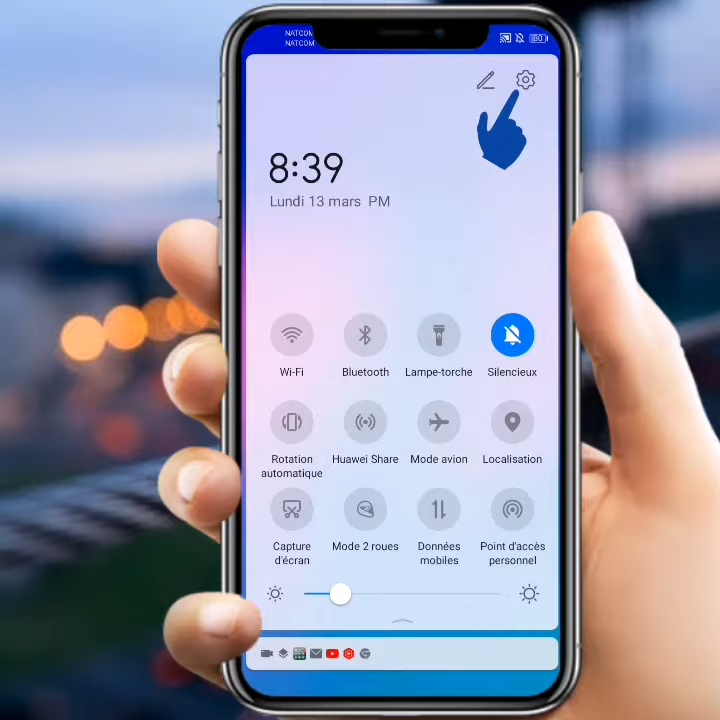 NATCOM
NATCOM
8:39
Lundi 13 mars PM
Wi-Fi
Bluetooth
Lampe-torche
Silencieux
Rotation
automatique
Huawei Share
Mode avion
Localisation
Capture
d'écran
Mode 2 roues
Données
mobiles
Point d'accès
personnel